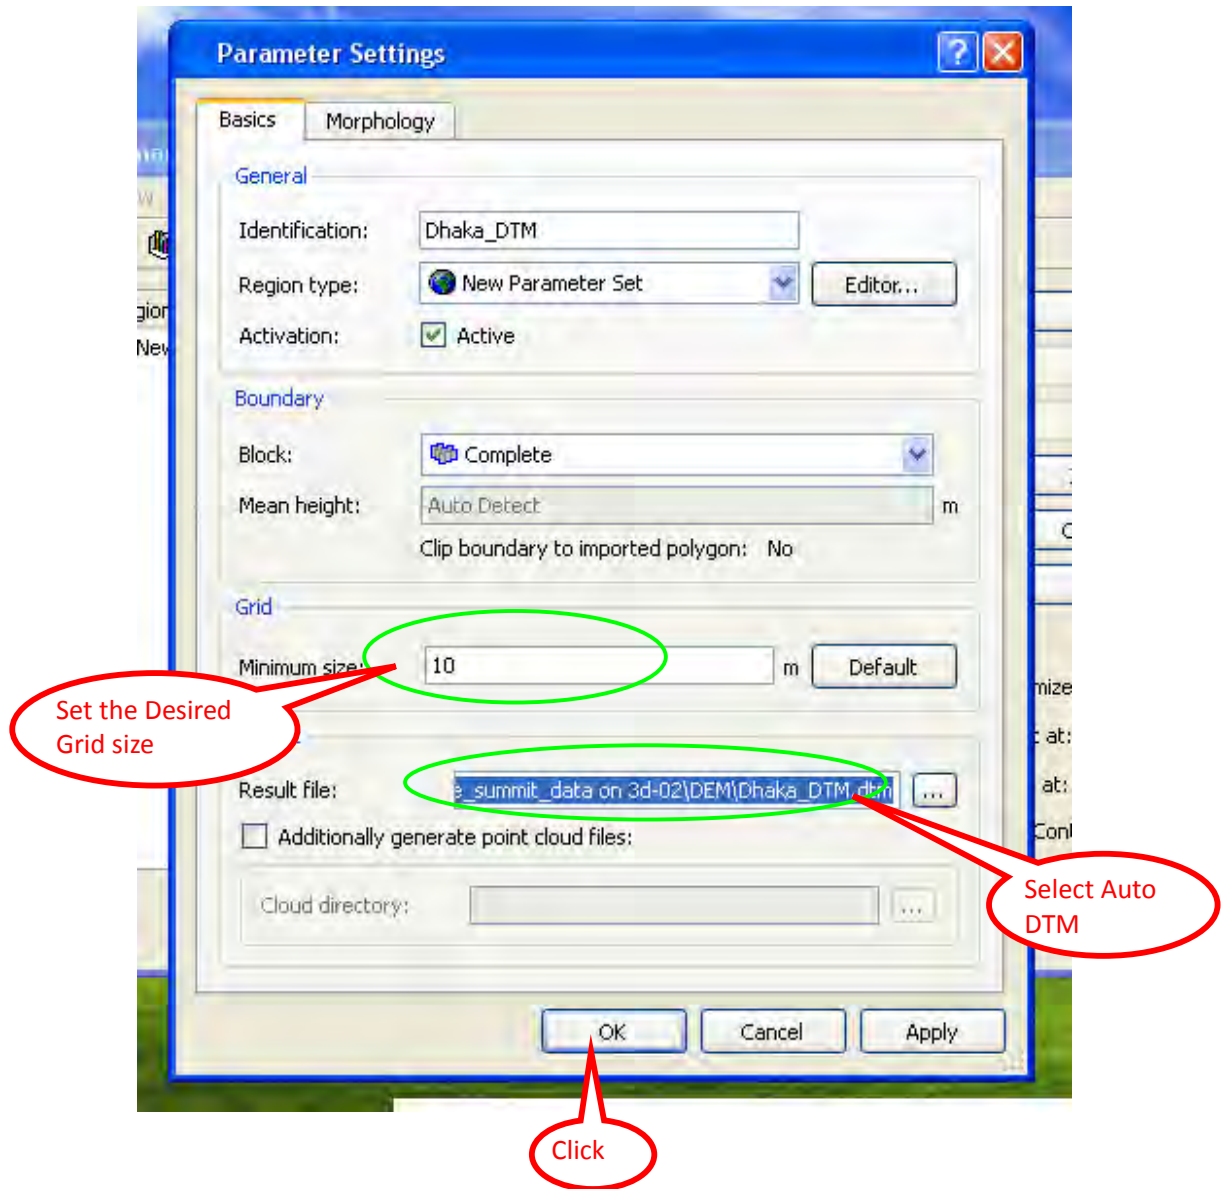 Parameter Settings
Basics Morphology
General
Identification: Dhaka_DTM
Region type: New Parameter Set Editor...
Activation: Active
Boundary
Block: Complete
Mean height: Auto Detect m
Clip boundary to imported polygon: No
Grid
Minimum size: 10 m Default
Set the Desired
Grid size
Result file: e_summit_data on 3d-02\DEM\Dhaka_DTM.dtm ...
Additionally generate point cloud files:
Cloud directory: ...
Select Auto
DTM
OK Cancel Apply
Click
at:
at: